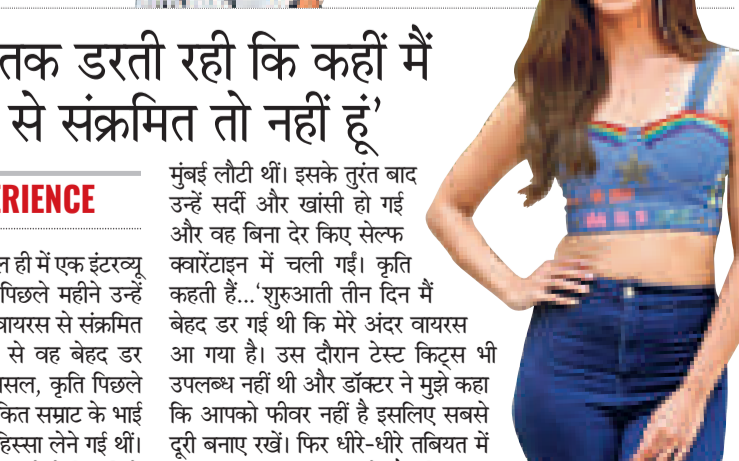 तक डरती रही कि कहीं मैं
से संक्रमित तो नहीं हूं’
RIENCE
ही में एक इंटरव्यू
पिछले महीने उन्हें
वायरस से संक्रमित
से वह बेहद डर
कृति पिछले
सम्राट के भाई
हिस्सा लेने गई थीं।
मुंबई लौटी थीं। इसके तुरंत बाद
उन्हें सर्दी और खांसी हो गई
और वह बिना देर किए सेल्फ
क्वारेंटाइन में चली गईं। कृति
कहती हैं...‘शुरुआती तीन दिन मैं
बेहद डर गई थी कि मेरे अंदर वायरस
आ गया है। उस दौरान टेस्ट किट्स भी
उपलब्ध नहीं थी और डॉक्टर ने मुझे कहा
कि आपको फीवर नहीं है इसलिए सबसे
दूरी बनाए रखें। फिर धीरे-धीरे तबियत में